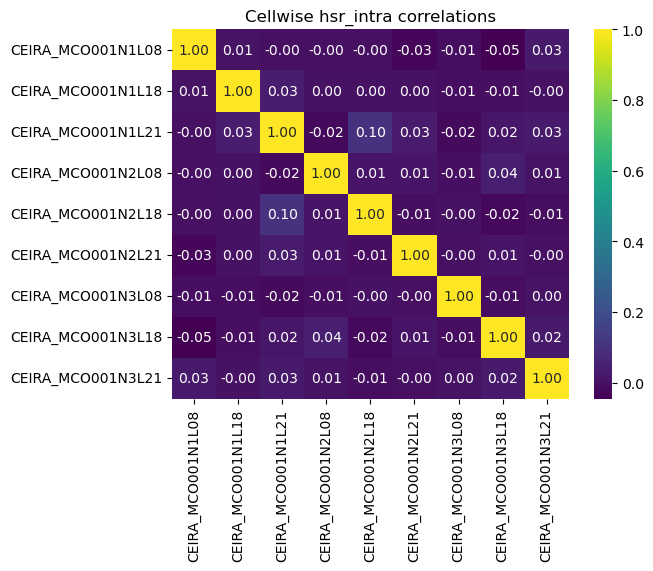 Cellwise hsr_intra correlations
CEIRA_MCO001N1L08 1.00 0.01 -0.00 -0.00 -0.00 -0.03 -0.01 -0.05 0.03
CEIRA_MCO001N1L18 0.01 1.00 0.03 0.00 0.00 0.00 -0.01 -0.01 -0.00
CEIRA_MCO001N1L21 -0.00 0.03 1.00 -0.02 0.10 0.03 -0.02 0.02 0.03
CEIRA_MCO001N2L08 -0.00 0.00 -0.02 1.00 0.01 0.01 -0.01 0.04 0.01
CEIRA_MCO001N2L18 -0.00 0.00 0.10 0.01 1.00 -0.01 -0.00 -0.02 -0.01
CEIRA_MCO001N2L21 -0.03 0.00 0.03 0.01 -0.01 1.00 -0.00 0.01 -0.00
CEIRA_MCO001N3L08 -0.01 -0.01 -0.02 -0.01 -0.00 -0.00 1.00 -0.01 0.00
CEIRA_MCO001N3L18 -0.05 -0.01 0.02 0.04 -0.02 0.01 -0.01 1.00 0.02
CEIRA_MCO001N3L21 0.03 -0.00 0.03 0.01 -0.01 -0.00 0.00 0.02 1.00
CEIRA_MCO001N1L08
CEIRA_MCO001N1L18
CEIRA_MCO001N1L21
CEIRA_MCO001N2L08
CEIRA_MCO001N2L18
CEIRA_MCO001N2L21
CEIRA_MCO001N3L08
CEIRA_MCO001N3L18
CEIRA_MCO001N3L21
1.0
0.8
0.6
0.4
0.2
0.0